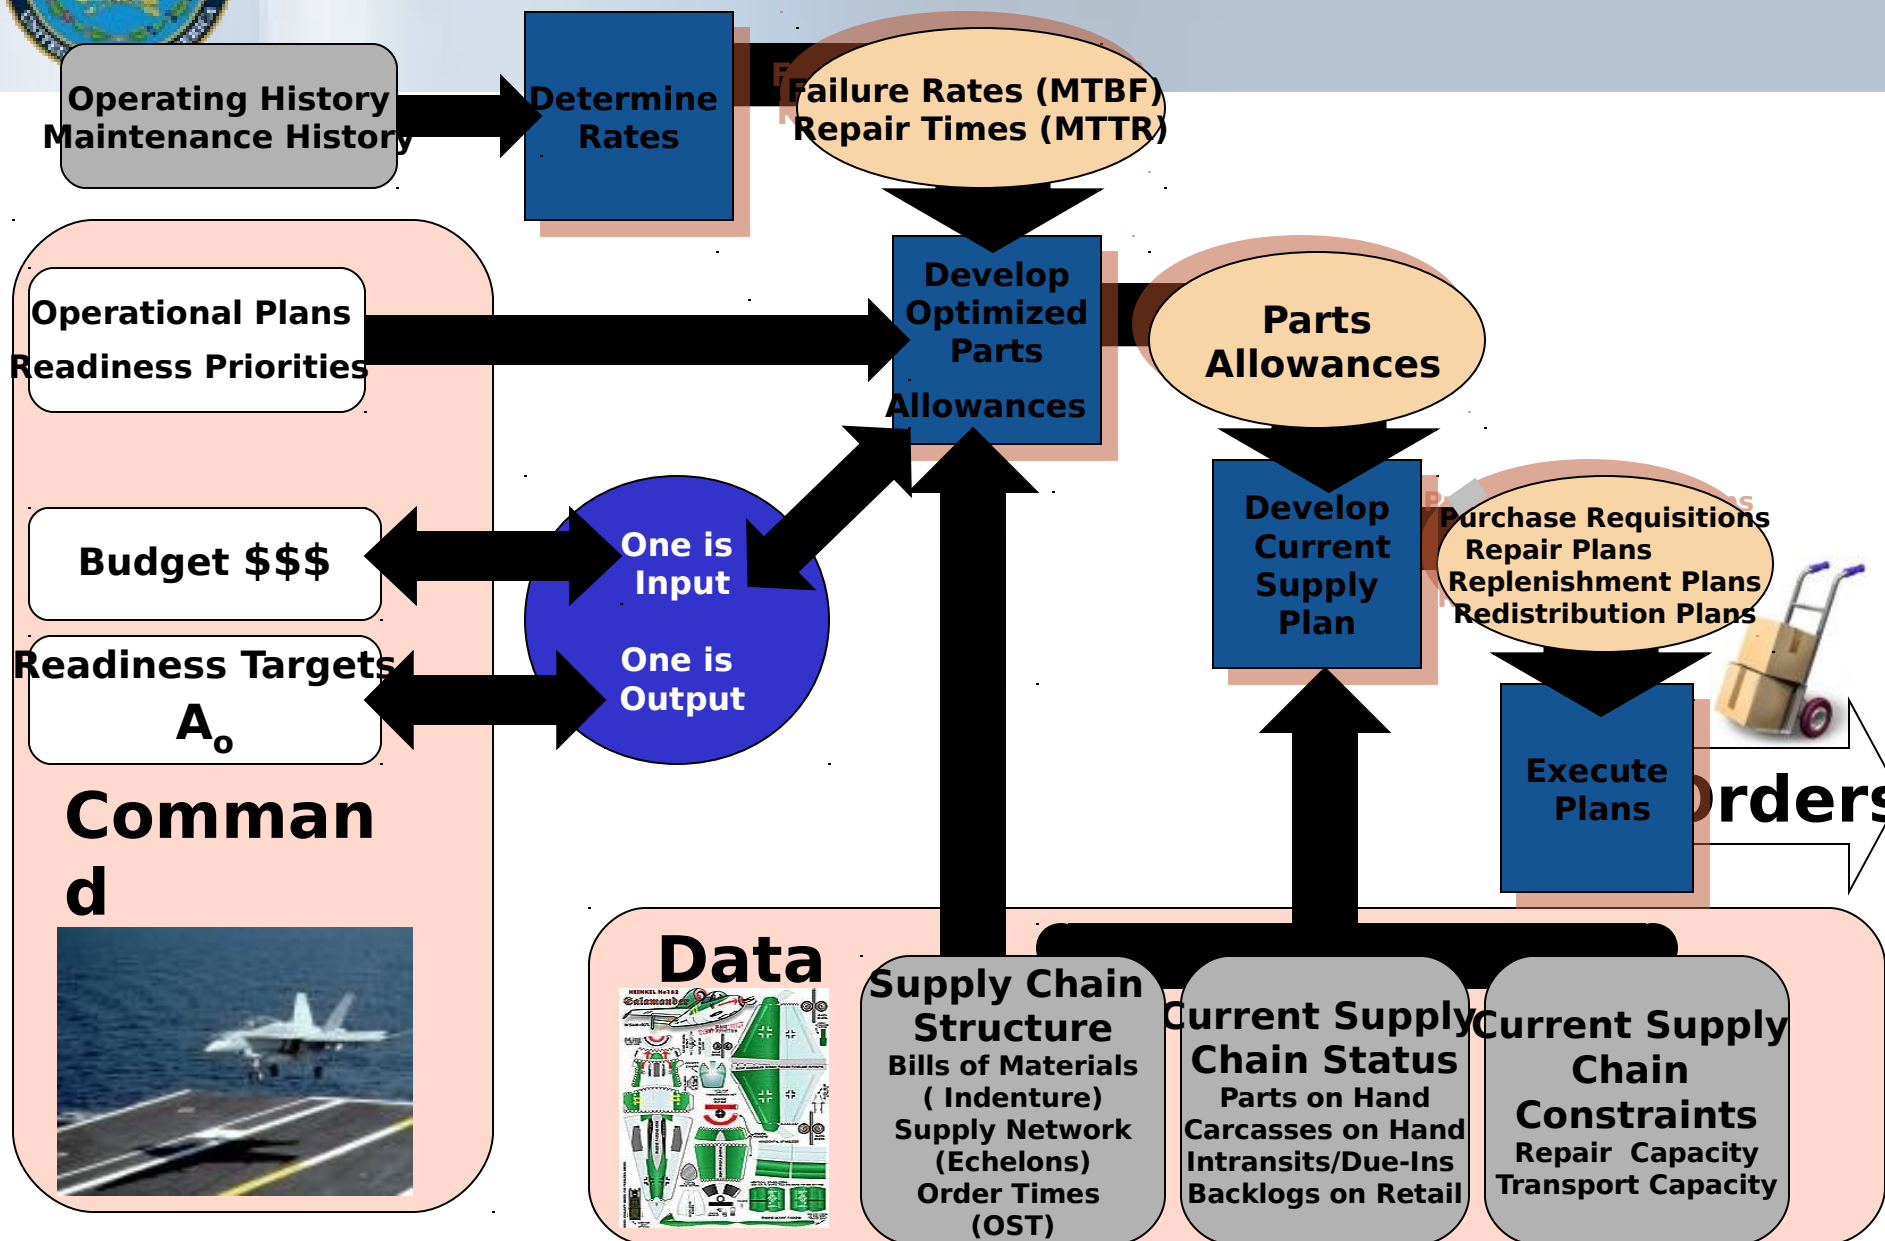 Operating History
Maintenance History
Determine
Rates
Failure Rates (MTBF)
Repair Times (MTTR)
Operational Plans
Readiness Priorities
Develop
Optimized
Parts
Allowances
Parts
Allowances
Budget $$$
Readiness Targets
Ao
One is
Input
One is
Output
Develop
Current
Supply
Plan
Purchase Requisitions
Repair Plans
Replenishment Plans
Redistribution Plans
Execute
Plans
Orders
Comman
d
Data
HEINKEL He162
Salamander
Supply Chain
Structure
Bills of Materials
( Indenture)
Supply Network
(Echelons)
Order Times
(OST)
Current Supply
Chain Status
Parts on Hand
Carcasses on Hand
Intransits/Due-Ins
Backlogs on Retail
Current Supply
Chain
Constraints
Repair  Capacity
Transport Capacity